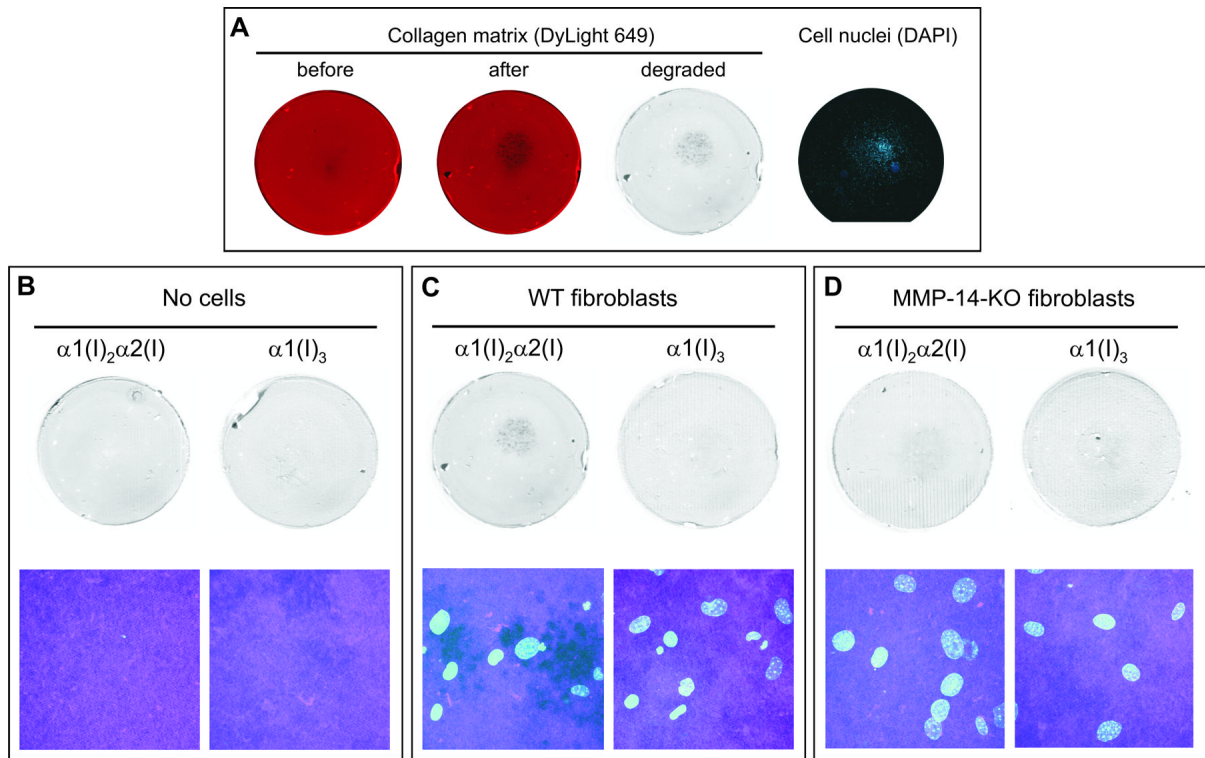 A
Collagen matrix (DyLight 649)
Cell nuclei (DAPI)
before
after
degraded
B
No cells
α1(I)₂α2(I)
α1(I)₃
C
WT fibroblasts
α1(I)₂α2(I)
α1(I)₃
D
MMP-14-KO fibroblasts
α1(I)₂α2(I)
α1(I)₃